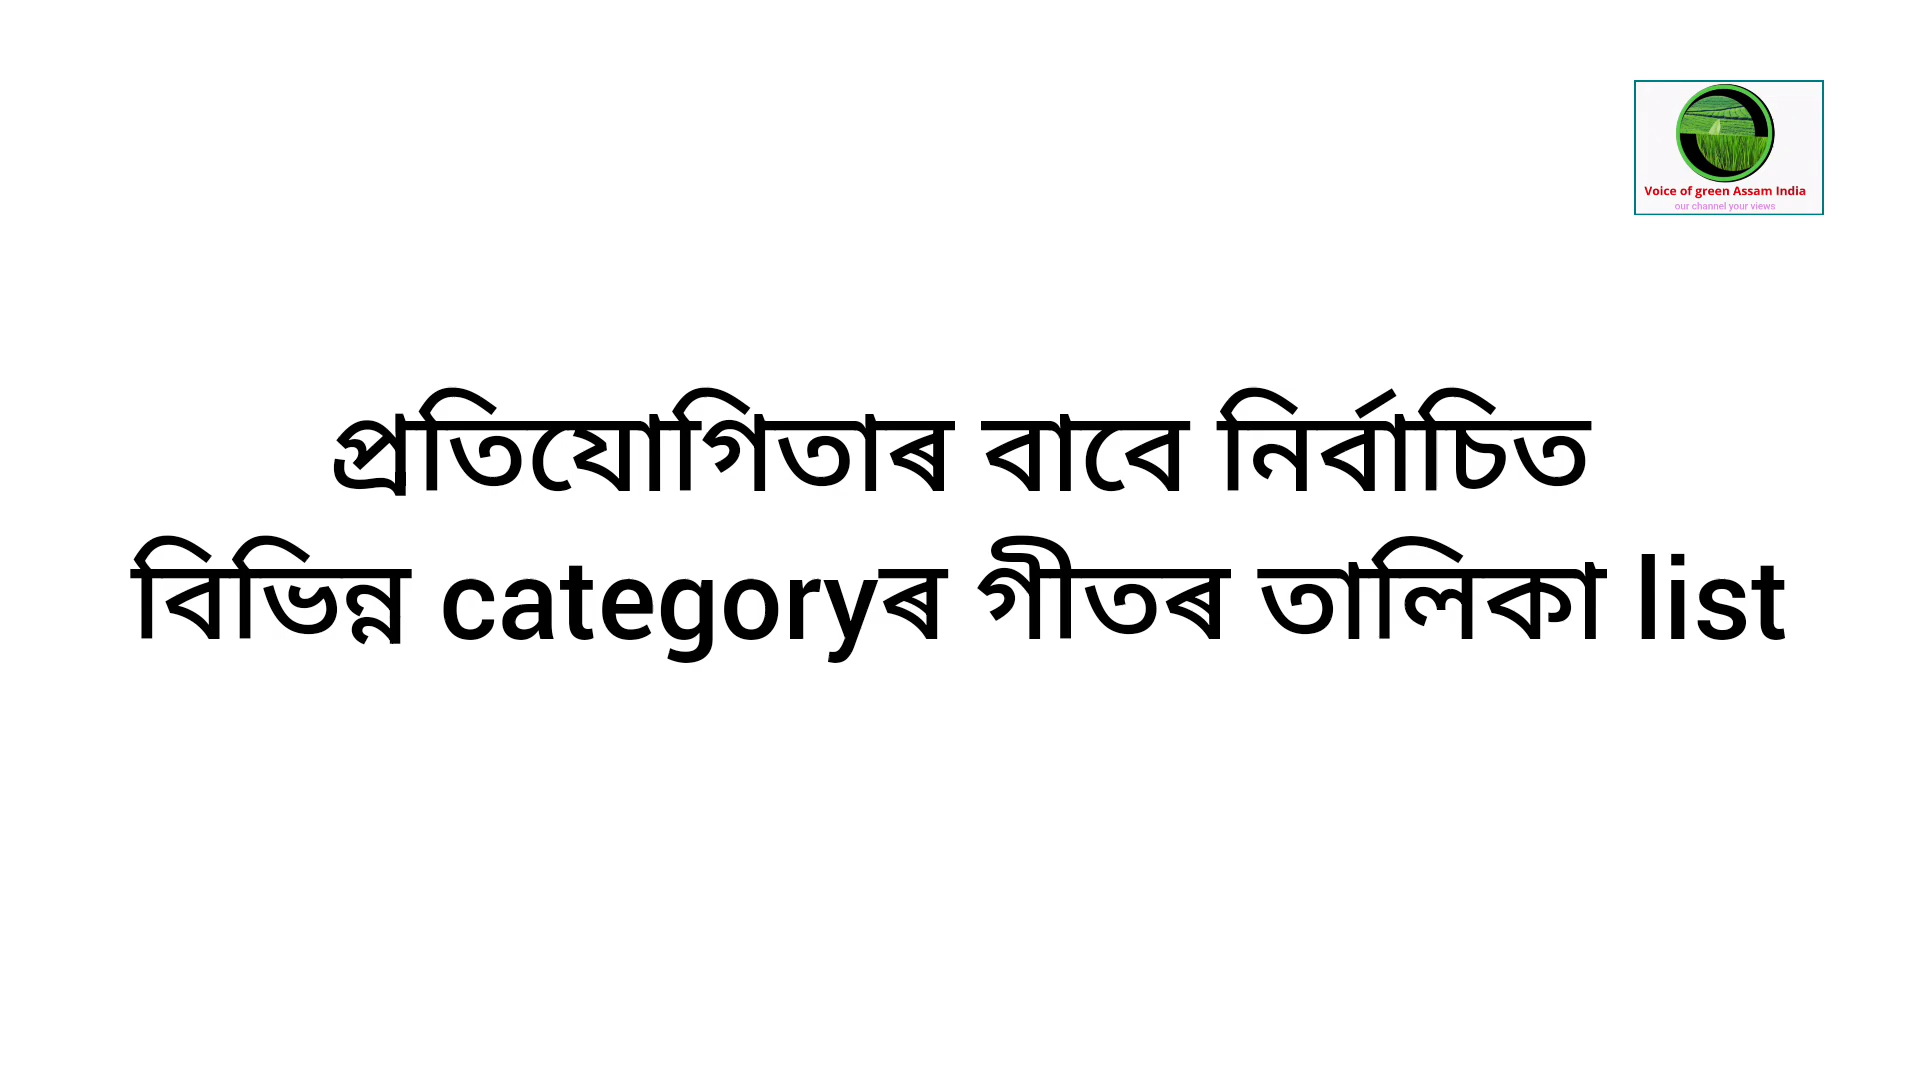 Voice of green Assam India
our channel your views
প্ৰতিযোগিতাৰ বাবে নিৰ্বাচিত
বিভিন্ন categoryৰ গীতৰ তালিকা list